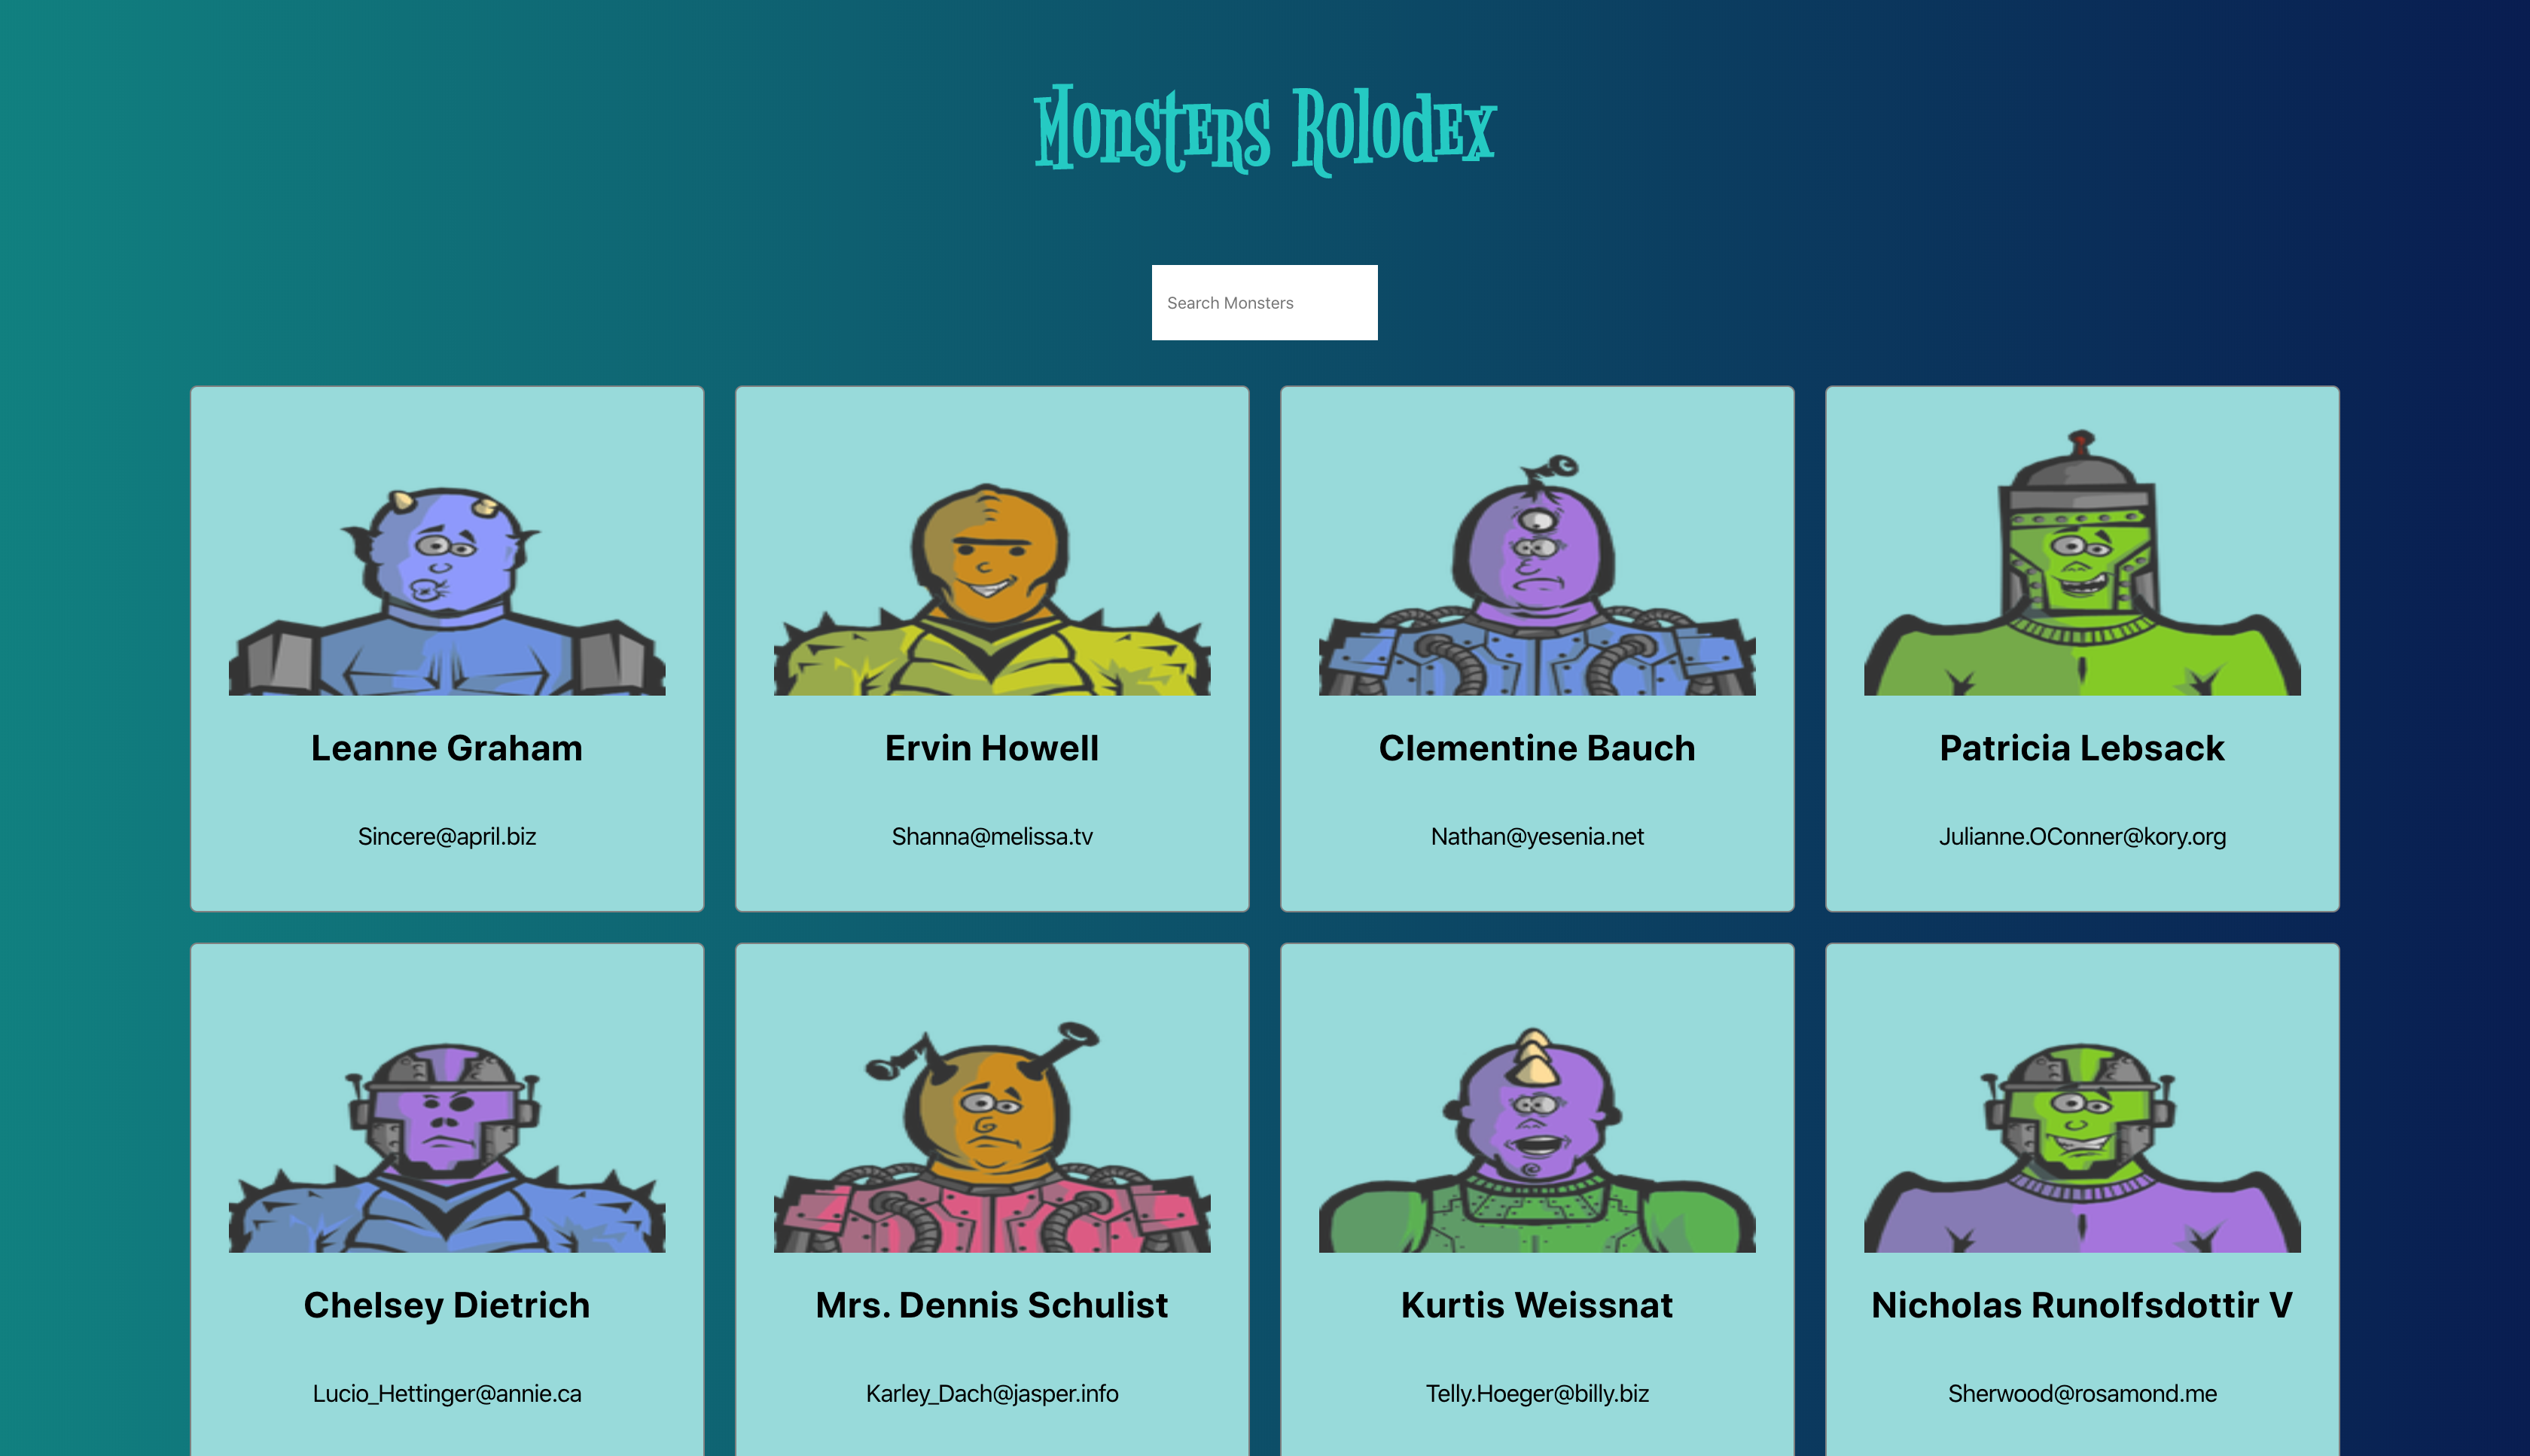 Monsters Rolodex
Search Monsters
Leanne Graham
Sincere@april.biz
Ervin Howell
Shanna@melissa.tv
Clementine Bauch
Nathan@yesenia.net
Patricia Lebsack
Julianne.OConner@kory.org
Chelsey Dietrich
Lucio_Hettinger@annie.ca
Mrs. Dennis Schulist
Karley_Dach@jasper.info
Kurtis Weissnat
Telly.Hoeger@billy.biz
Nicholas Runolfsdottir V
Sherwood@rosamond.me